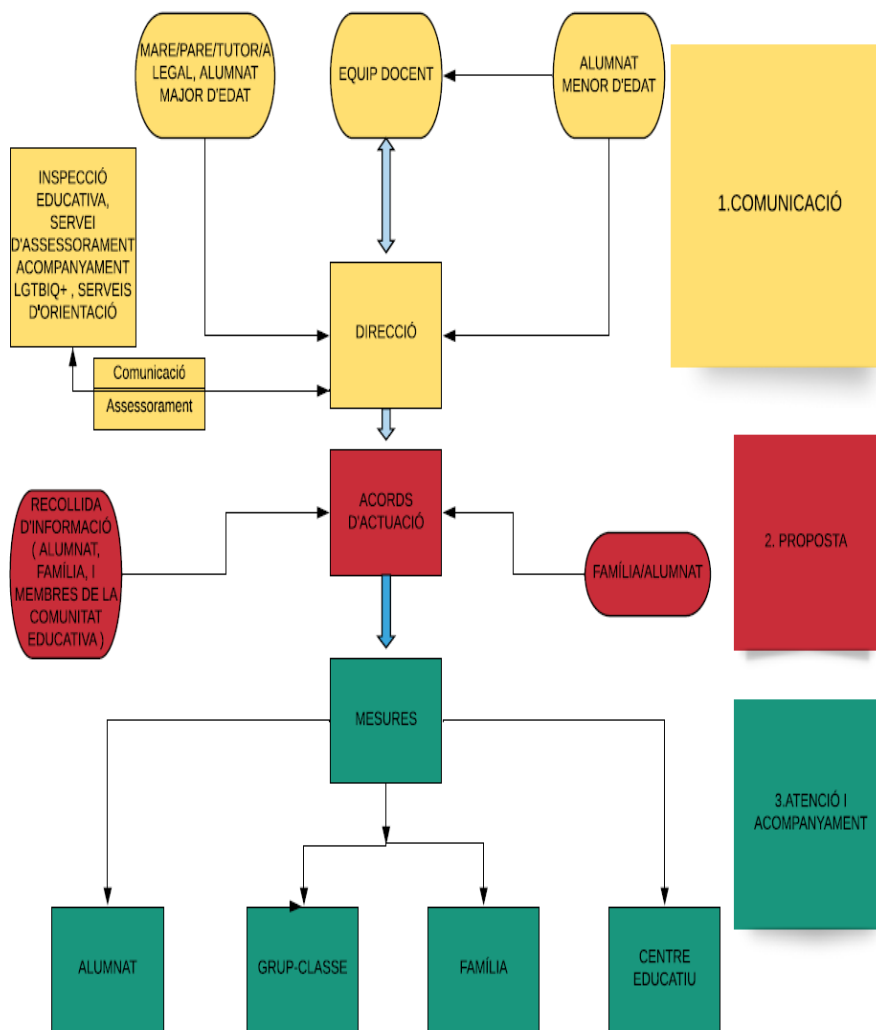 MARE/PARE/TUTOR/A
LEGAL, ALUMNAT
MAJOR D'EDAT
EQUIP DOCENT
ALUMNAT
MENOR D'EDAT
1.COMUNICACIÓ
INSPECCIÓ
EDUCATIVA,
SERVEI
D'ASSESSORAMENT
ACOMPANYAMENT
LGTBIQ+ , SERVEIS
D'ORIENTACIÓ
DIRECCIÓ
Comunicació
Assessorament
ACORDS
D'ACTUACIÓ
RECOLLIDA
D'INFORMACIÓ
( ALUMNAT,
FAMÍLIA, I
MEMBRES DE LA
COMUNITAT
EDUCATIVA )
FAMÍLIA/ALUMNAT
2. PROPOSTA
MESURES
3.ATENCIÓ I
ACOMPANYAMENT
ALUMNAT
GRUP-CLASSE
FAMÍLIA
CENTRE
EDUCATIU